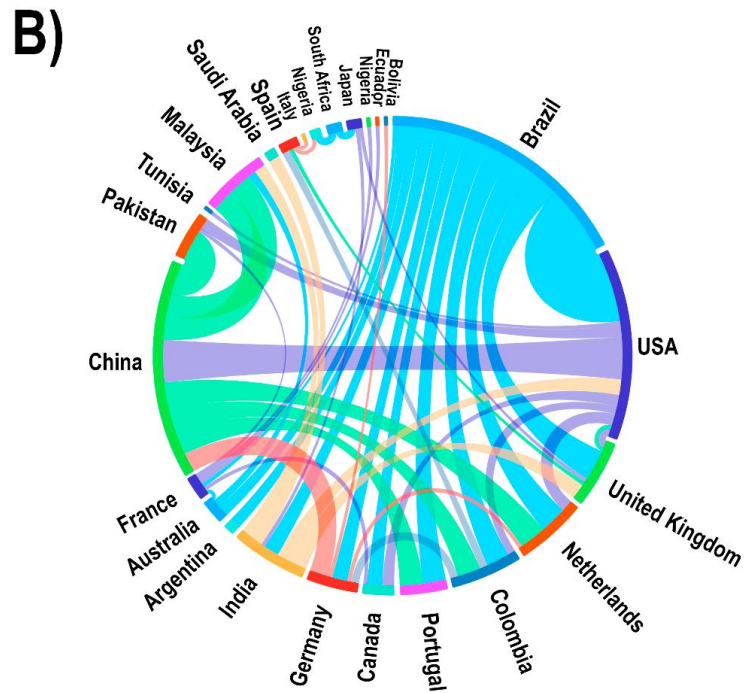 B)
Brazil
USA
United Kingdom
Netherlands
Colombia
Portugal
Canada
Germany
India
Argentina
Australia
France
China
Pakistan
Tunisia
Malaysia
Saudi Arabia
Spain
Italy
Nigeria
South Africa
Japan
Nigeria
Ecuador
Bolivia